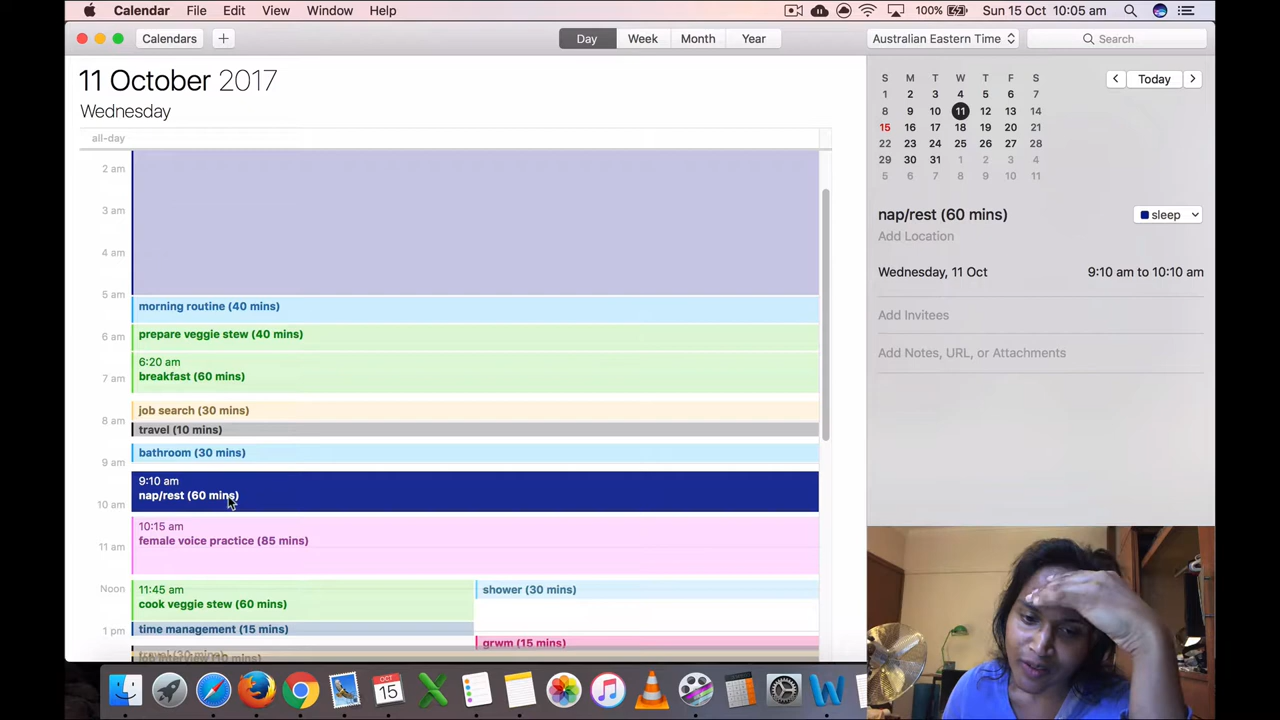 Calendar File Edit View Window Help 100% Sun 15 Oct 10:05 am
Calendars + Day Week Month Year Australian Eastern Time Search
11 October 2017
Wednesday
all-day
2 am
3 am
4 am
5 am
morning routine (40 mins)
prepare veggie stew (40 mins)
6 am
6:20 am
breakfast (60 mins)
7 am
job search (30 mins)
8 am
travel (10 mins)
bathroom (30 mins)
9 am
9:10 am
nap/rest (60 mins)
10 am
10:15 am
female voice practice (85 mins)
11 am
Noon
11:45 am
cook veggie stew (60 mins)
shower (30 mins)
time management (15 mins)
1 pm
grwm (15 mins)
travel (30 mins)
job interview (10 mins)
S M T W T F S
1 2 3 4 5 6 7
8 9 10 11 12 13 14
15 16 17 18 19 20 21
22 23 24 25 26 27 28
29 30 31 1 2 3 4
5 6 7 8 9 10 11
Today
nap/rest (60 mins) sleep
Add Location
Wednesday, 11 Oct 9:10 am to 10:10 am
Add Invitees
Add Notes, URL, or Attachments
OCT
15